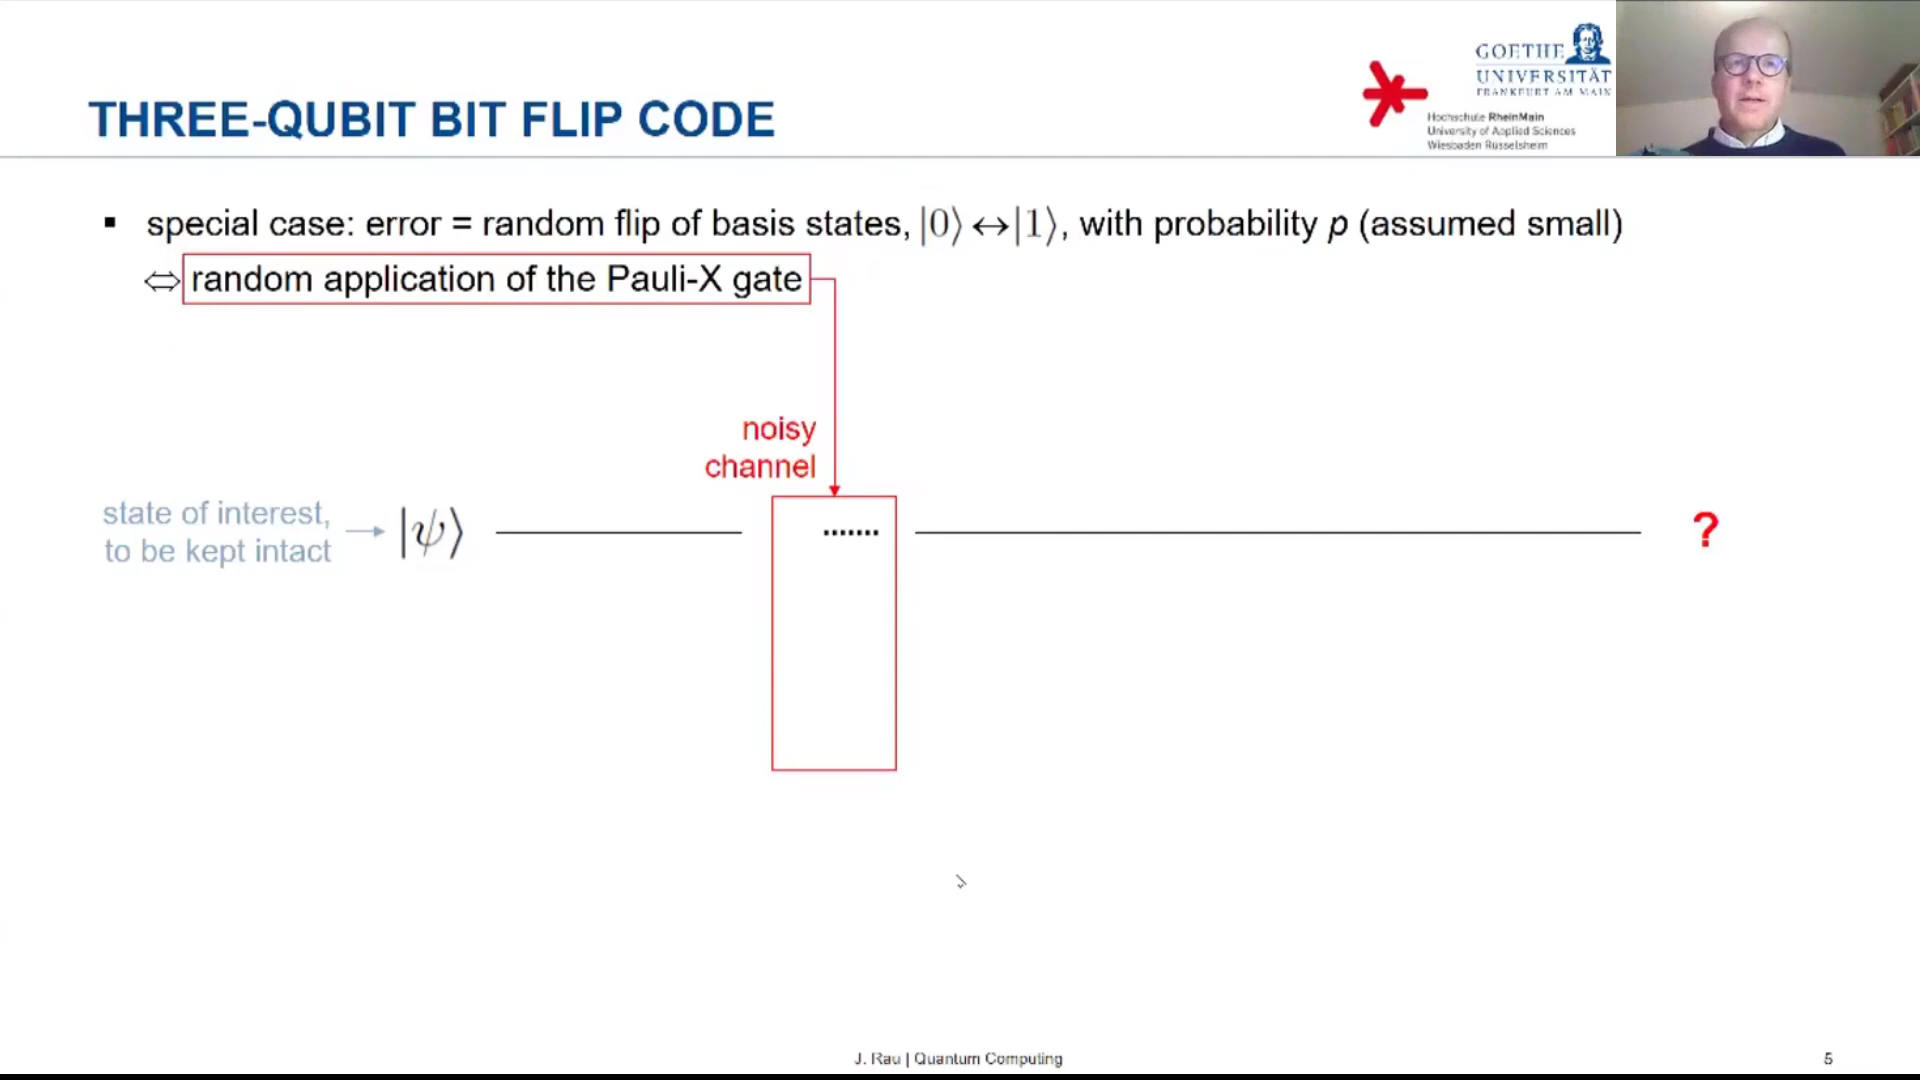 GOETHE
UNIVERSITÄT
FRANKFURT AM MAIN
Hochschule RheinMain
University of Applied Sciences
Wiesbaden Rüsselsheim
THREE-QUBIT BIT FLIP CODE
▪ special case: error = random flip of basis states, |0⟩ ↔ |1⟩, with probability p (assumed small)
⇔ random application of the Pauli-X gate
noisy
channel
state of interest,
to be kept intact
|ψ⟩
?
J. Rau | Quantum Computing
5